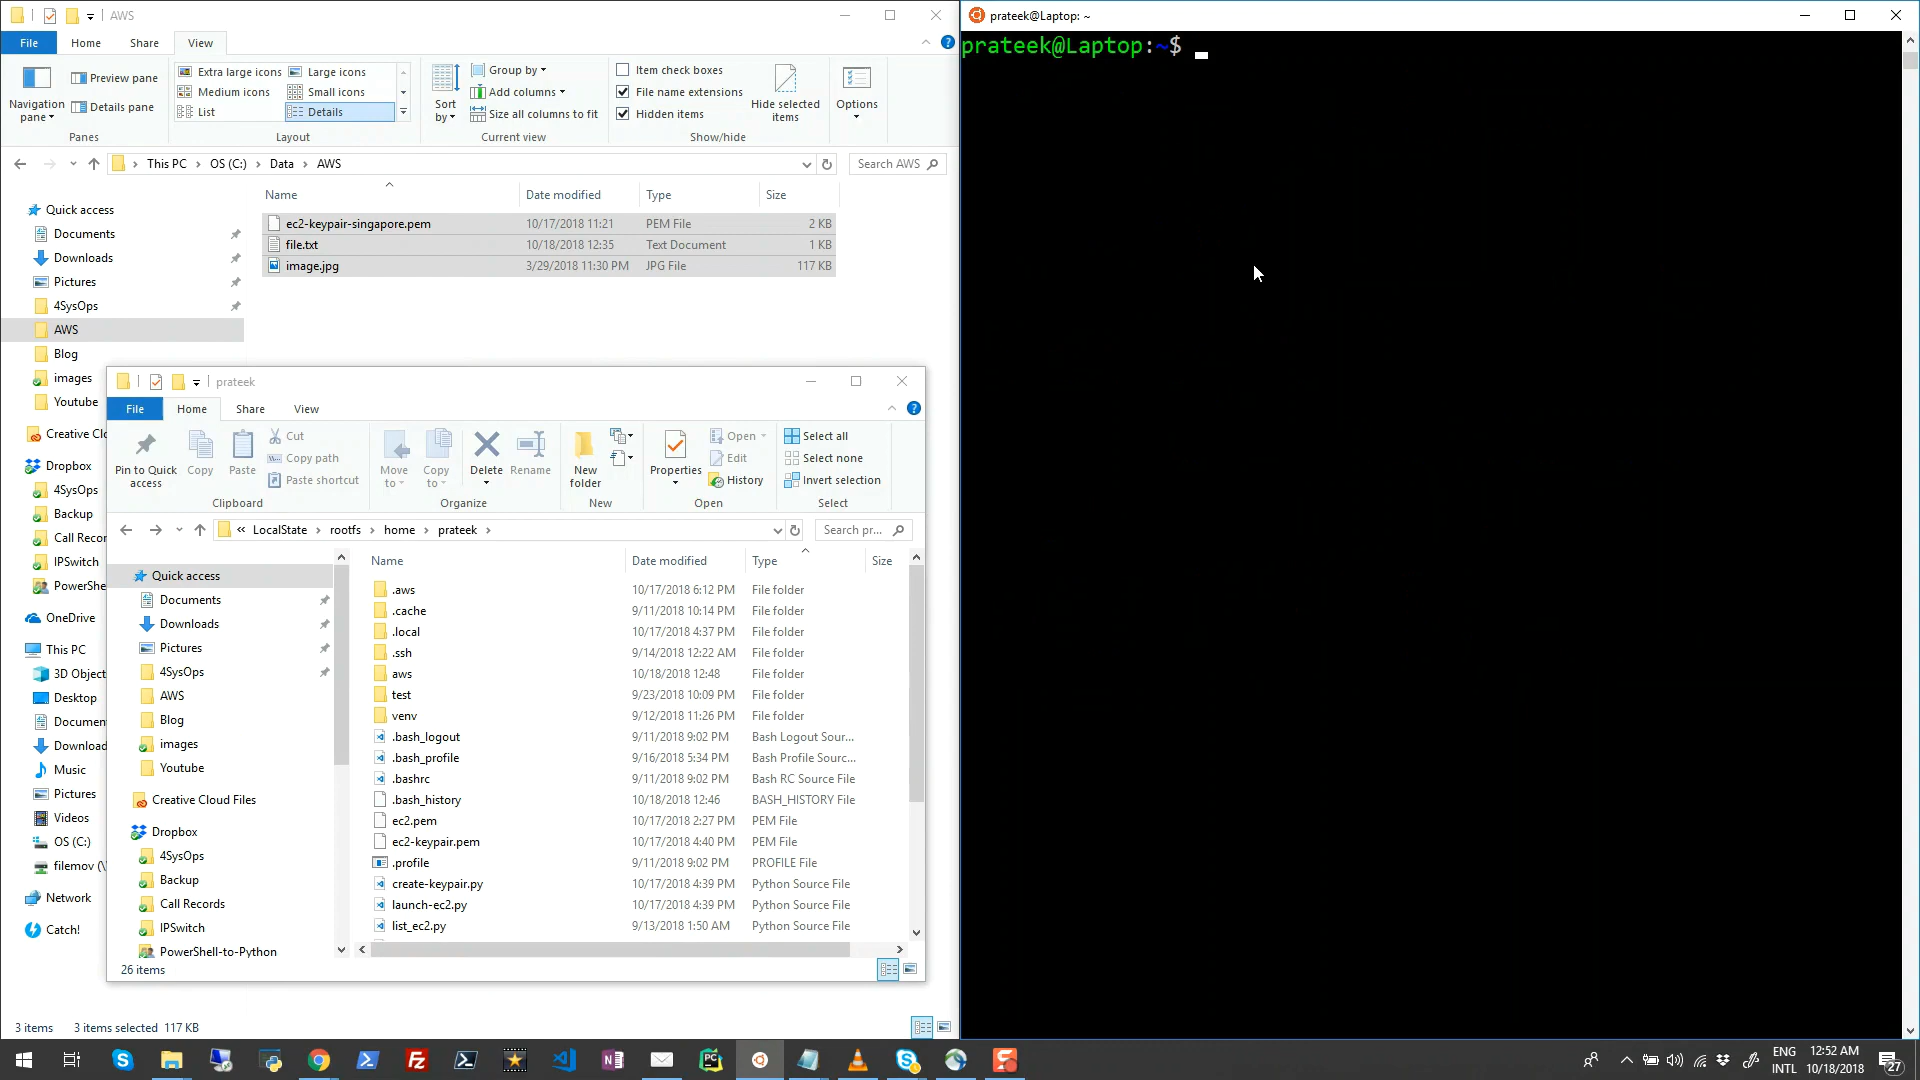 AWS
File Home Share View
Navigation pane
Preview pane
Details pane
Panes
Extra large icons Large icons
Medium icons Small icons
List Details
Layout
Sort by
Group by
Add columns
Size all columns to fit
Current view
Item check boxes
File name extensions
Hidden items
Hide selected items
Show/hide
Options
This PC > OS (C:) > Data > AWS
Search AWS
Name Date modified Type Size
ec2-keypair-singapore.pem 10/17/2018 11:21 PEM File 2 KB
file.txt 10/18/2018 12:35 Text Document 1 KB
image.jpg 3/29/2018 11:30 PM JPG File 117 KB
Quick access
Documents
Downloads
Pictures
4SysOps
AWS
Blog
images
Youtube
Creative Clo
Dropbox
4SysOps
Backup
Call Recor
IPSwitch
PowerShe
OneDrive
This PC
3D Object
Desktop
Documen
Download
Music
Pictures
Videos
OS (C:)
filemov (\\
Network
Catch!
3 items 3 items selected 117 KB
prateek
File Home Share View
Pin to Quick access
Copy
Paste
Cut
Copy path
Paste shortcut
Clipboard
Move to
Copy to
Delete
Rename
Organize
New folder
New
Properties
Open
Edit
History
Open
Select all
Select none
Invert selection
Select
« LocalState > rootfs > home > prateek >
Search pr...
Quick access
Documents
Downloads
Pictures
4SysOps
AWS
Blog
images
Youtube
Creative Cloud Files
Dropbox
4SysOps
Backup
Call Records
IPSwitch
PowerShell-to-Python
Name Date modified Type Size
.aws 10/17/2018 6:12 PM File folder
.cache 9/11/2018 10:14 PM File folder
.local 10/17/2018 4:37 PM File folder
.ssh 9/14/2018 12:22 AM File folder
aws 10/18/2018 12:48 File folder
test 9/23/2018 10:09 PM File folder
venv 9/12/2018 11:26 PM File folder
.bash_logout 9/11/2018 9:02 PM Bash Logout Sour...
.bash_profile 9/16/2018 5:34 PM Bash Profile Sourc...
.bashrc 9/11/2018 9:02 PM Bash RC Source File
.bash_history 10/18/2018 12:46 BASH_HISTORY File
ec2.pem 10/17/2018 2:27 PM PEM File
ec2-keypair.pem 10/17/2018 4:40 PM PEM File
.profile 9/11/2018 9:02 PM PROFILE File
create-keypair.py 10/17/2018 4:39 PM Python Source File
launch-ec2.py 10/17/2018 4:39 PM Python Source File
list_ec2.py 9/13/2018 1:50 AM Python Source File
26 items
prateek@Laptop: ~
prateek@Laptop:~$
ENG
INTL
12:52 AM
10/18/2018
27